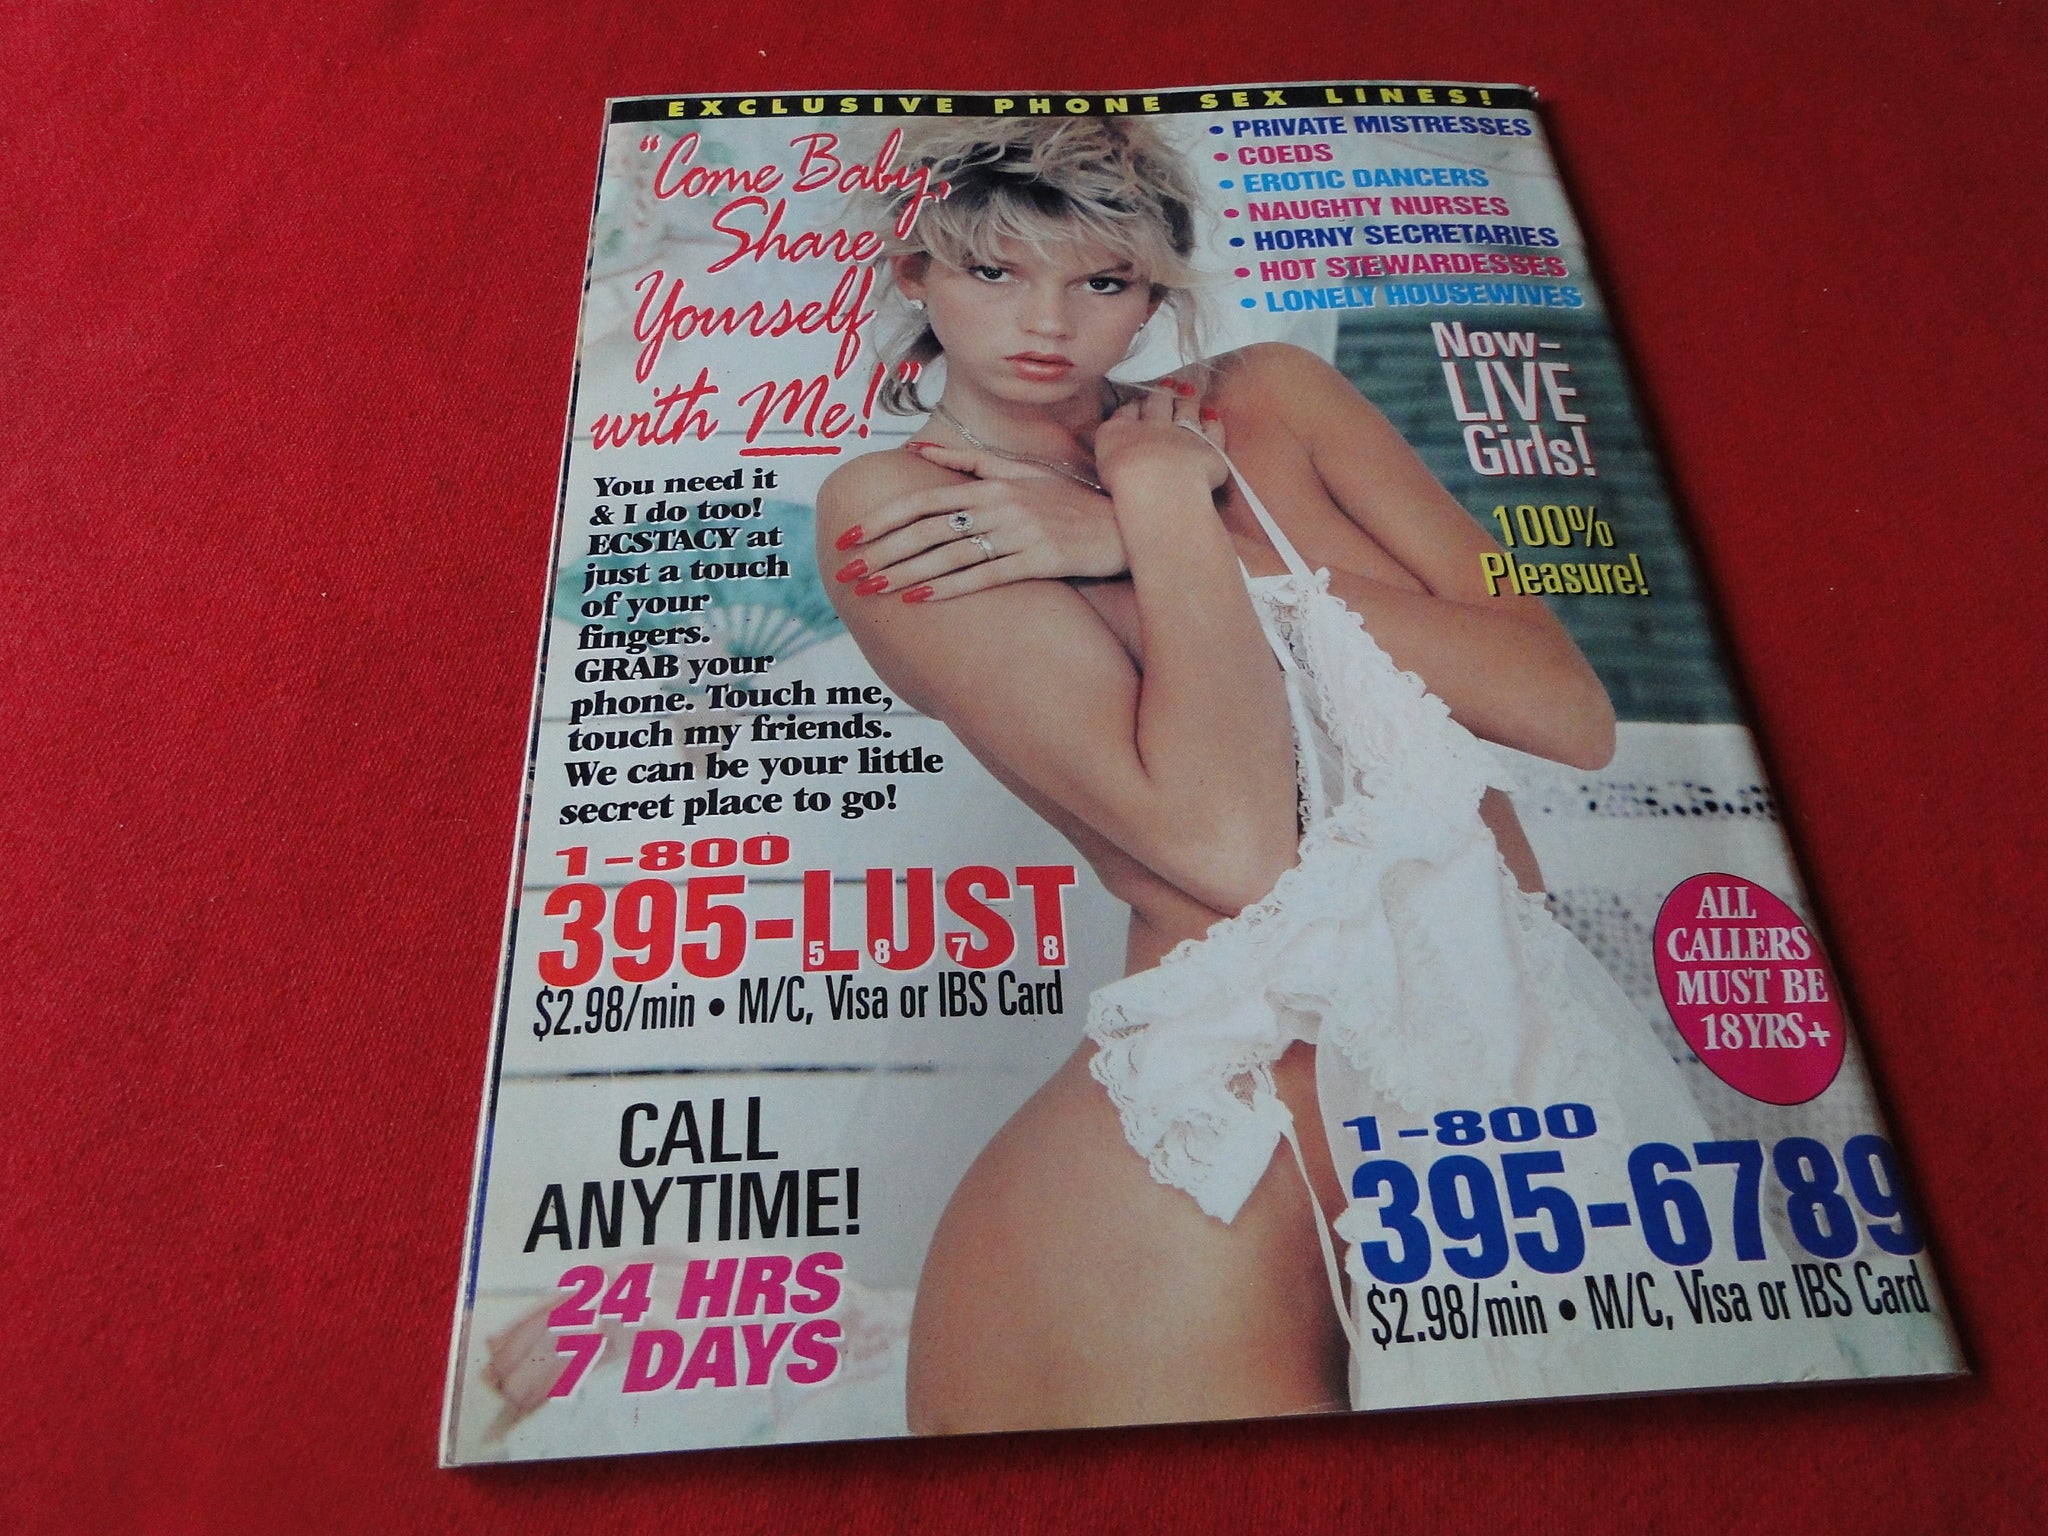 EXCLUSIVE PHONE SEX LINES!
"Come Baby,
Share
Yourself
with Me!"
• PRIVATE MISTRESSES
• COEDS
• EROTIC DANCERS
• NAUGHTY NURSES
• HORNY SECRETARIES
• HOT STEWARDESSES
• LONELY HOUSEWIVES
Now-
LIVE
Girls!
100%
Pleasure!
You need it
& I do too!
ECSTACY at
just a touch
of your
fingers.
GRAB your
phone. Touch me,
touch my friends.
We can be your little
secret place to go!
1-800
395-LUST
5 8 7 8
$2.98/min • M/C, Visa or IBS Card
CALL
ANYTIME!
24 HRS
7 DAYS
ALL
CALLERS
MUST BE
18YRS+
1-800
395-6789
$2.98/min • M/C, Visa or IBS Card